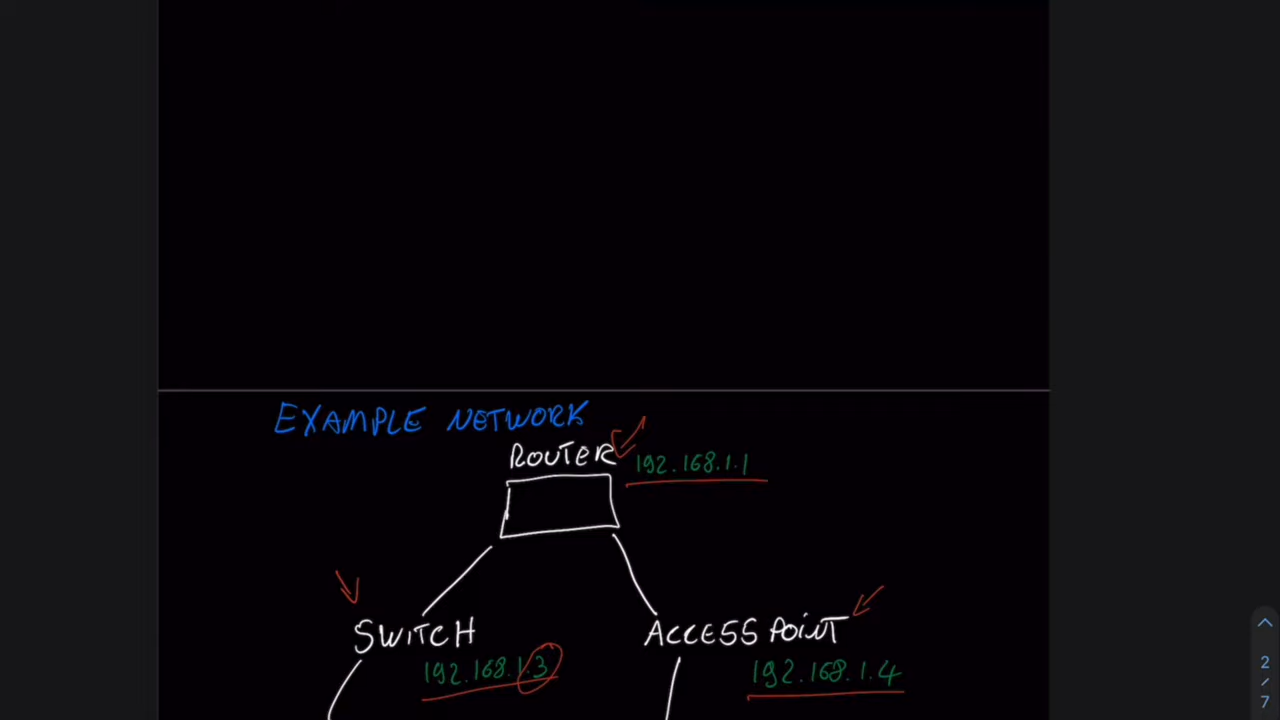 EXAMPLE NETWORK
ROUTER
192.168.1.1
SWITCH
ACCESS POINT
192.168.1.3
192.168.1.4
2
/
7